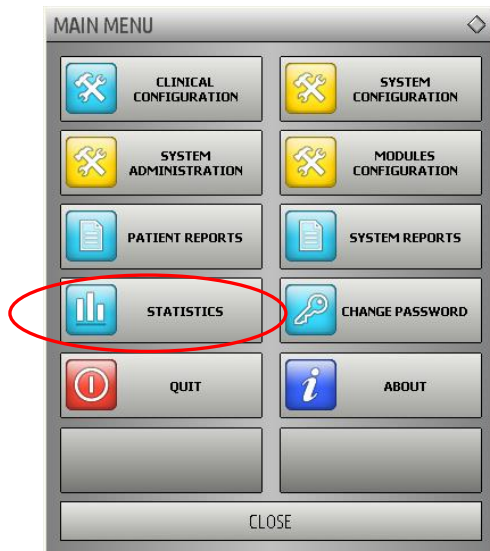 MAIN MENU
CLINICAL
CONFIGURATION
SYSTEM
CONFIGURATION
SYSTEM
ADMINISTRATION
MODULES
CONFIGURATION
PATIENT REPORTS
SYSTEM REPORTS
STATISTICS
CHANGE PASSWORD
QUIT
ABOUT
CLOSE